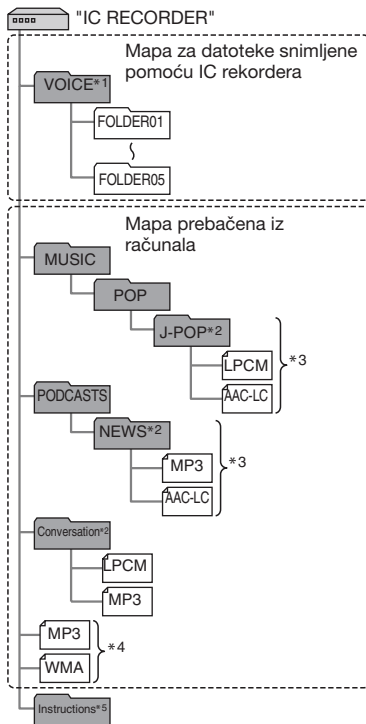 "IC RECORDER"
Mapa za datoteke snimljene
pomoću IC rekordera
VOICE*1
FOLDER01
FOLDER05
Mapa prebačena iz
računala
MUSIC
POP
J-POP*2
LPCM
*3
AAC-LC
PODCASTS
NEWS*2
MP3
*3
AAC-LC
Conversation*2
LPCM
MP3
MP3
*4
WMA
Instructions*5